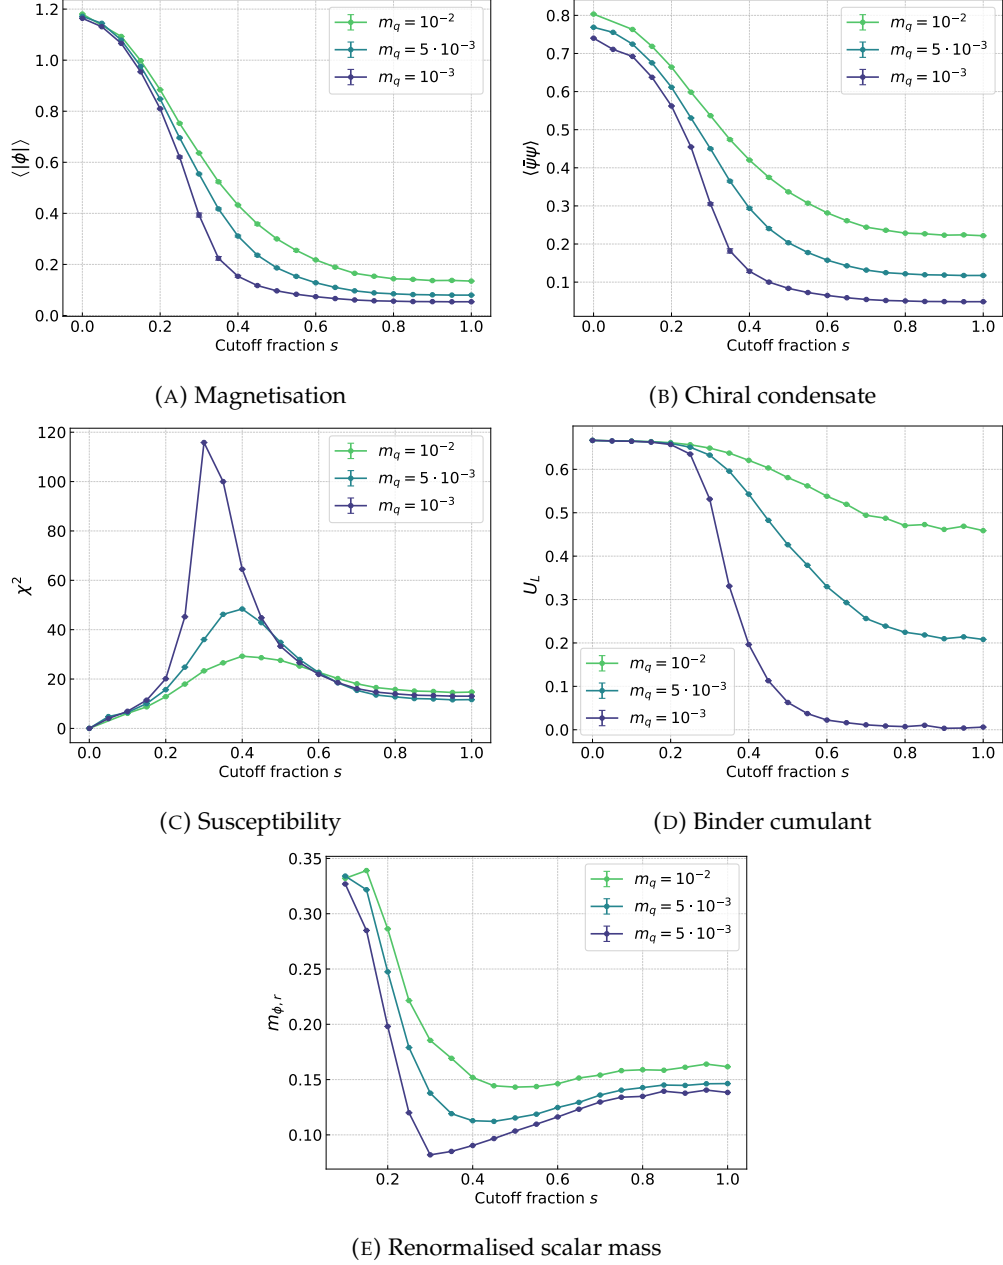 1.2
1.0
0.8
0.6
0.4
0.2
0.0
⟨|ϕ|⟩
m_q = 10⁻²
m_q = 5 · 10⁻³
m_q = 10⁻³
0.0 0.2 0.4 0.6 0.8 1.0
Cutoff fraction s
(A) Magnetisation
0.8
0.7
0.6
0.5
0.4
0.3
0.2
0.1
⟨ψ̄ψ⟩
m_q = 10⁻²
m_q = 5 · 10⁻³
m_q = 10⁻³
0.0 0.2 0.4 0.6 0.8 1.0
Cutoff fraction s
(B) Chiral condensate
120
100
80
60
40
20
0
χ²
m_q = 10⁻²
m_q = 5 · 10⁻³
m_q = 10⁻³
0.0 0.2 0.4 0.6 0.8 1.0
Cutoff fraction s
(C) Susceptibility
0.6
0.5
0.4
0.3
0.2
0.1
0.0
U_L
m_q = 10⁻²
m_q = 5 · 10⁻³
m_q = 10⁻³
0.0 0.2 0.4 0.6 0.8 1.0
Cutoff fraction s
(D) Binder cumulant
0.35
0.30
0.25
0.20
0.15
0.10
m_ϕ,r
m_q = 10⁻²
m_q = 5 · 10⁻³
m_q = 5 · 10⁻³
0.2 0.4 0.6 0.8 1.0
Cutoff fraction s
(E) Renormalised scalar mass